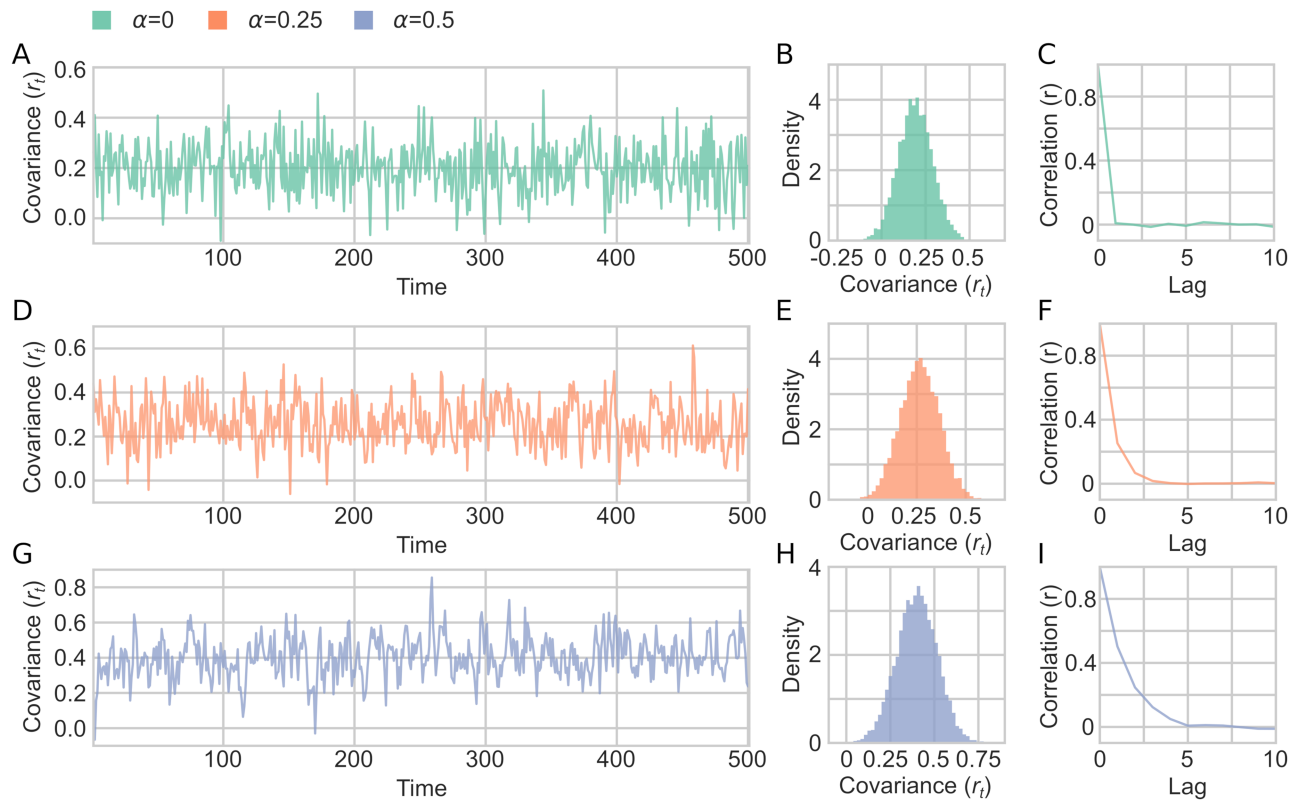 α=0 α=0.25 α=0.5
A B C
Covariance (rₜ)
0.6
0.4
0.2
0.0
100 200 300 400 500
Time
Density
4
2
0
-0.25 0 0.25 0.5
Covariance (rₜ)
Correlation (r)
0.8
0.4
0
0 5 10
Lag
D E F
Covariance (rₜ)
0.6
0.4
0.2
0.0
100 200 300 400 500
Time
Density
4
2
0
0 0.25 0.5
Covariance (rₜ)
Correlation (r)
0.8
0.4
0
0 5 10
Lag
G H I
Covariance (rₜ)
0.8
0.6
0.4
0.2
0.0
100 200 300 400 500
Time
Density
4
2
0
0 0.25 0.5 0.75
Covariance (rₜ)
Correlation (r)
0.8
0.4
0
0 5 10
Lag